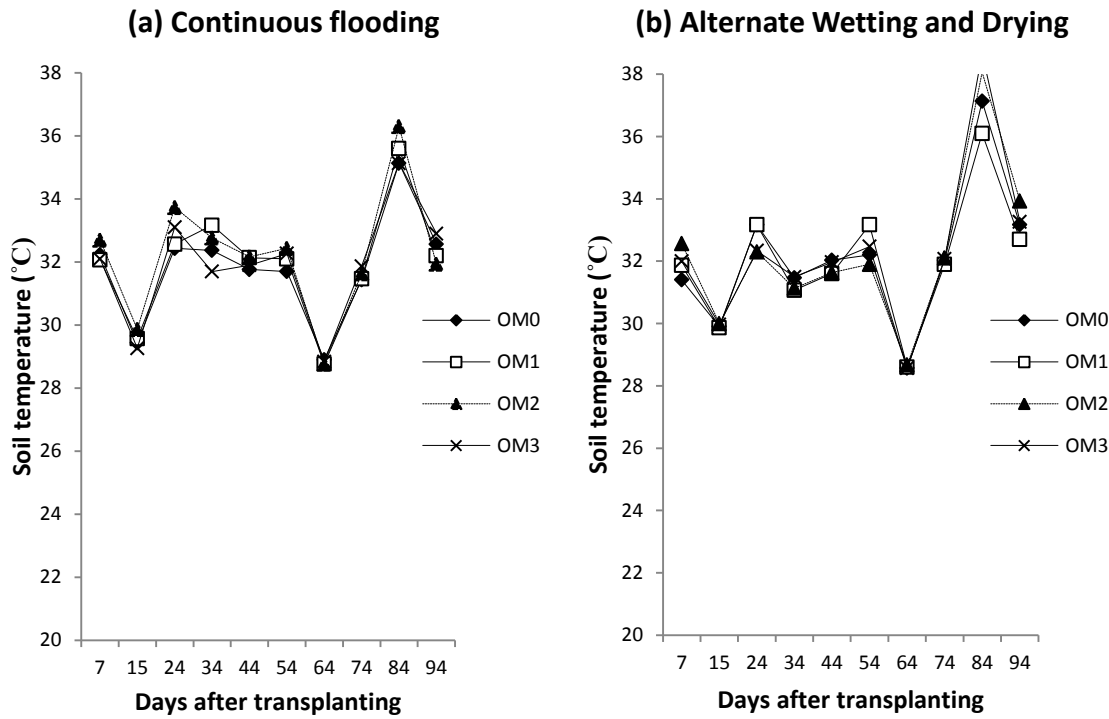 (a) Continuous flooding
38
36
34
32
30
28
26
24
22
20
Soil temperature (˚C)
7 15 24 34 44 54 64 74 84 94
Days after transplanting
OM0
OM1
OM2
OM3
(b) Alternate Wetting and Drying
38
36
34
32
30
28
26
24
22
20
Soil temperature (˚C)
7 15 24 34 44 54 64 74 84 94
Days after transplanting
OM0
OM1
OM2
OM3